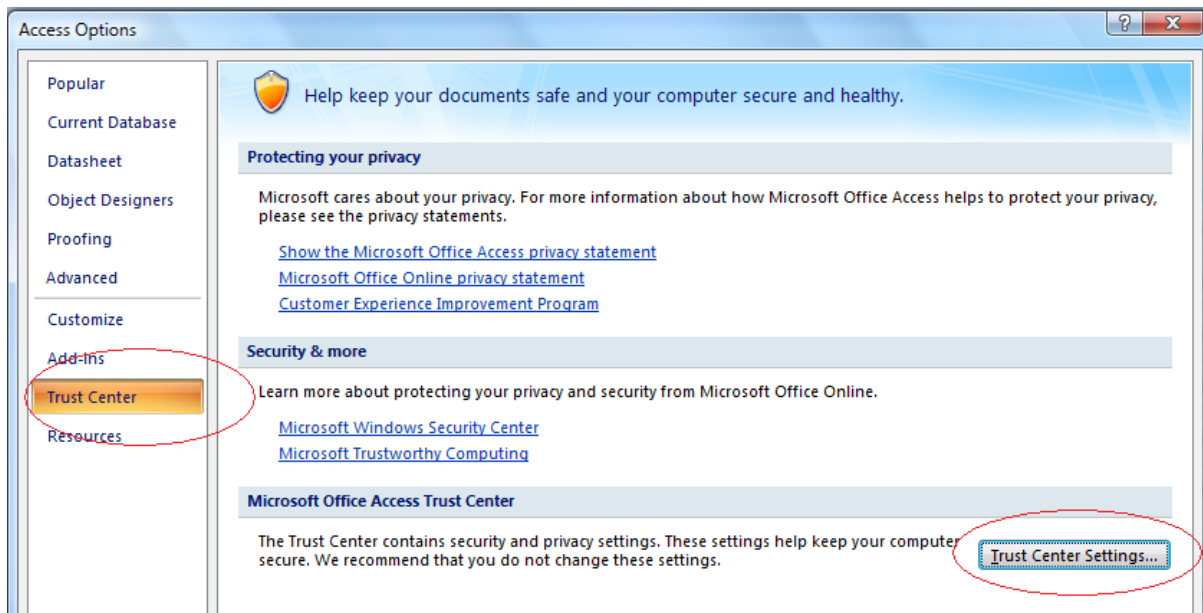 Access Options
Popular
Current Database
Datasheet
Object Designers
Proofing
Advanced
Customize
Add-Ins
Trust Center
Resources
Help keep your documents safe and your computer secure and healthy.
Protecting your privacy
Microsoft cares about your privacy. For more information about how Microsoft Office Access helps to protect your privacy,
please see the privacy statements.
Show the Microsoft Office Access privacy statement
Microsoft Office Online privacy statement
Customer Experience Improvement Program
Security & more
Learn more about protecting your privacy and security from Microsoft Office Online.
Microsoft Windows Security Center
Microsoft Trustworthy Computing
Microsoft Office Access Trust Center
The Trust Center contains security and privacy settings. These settings help keep your computer
secure. We recommend that you do not change these settings.
Trust Center Settings...